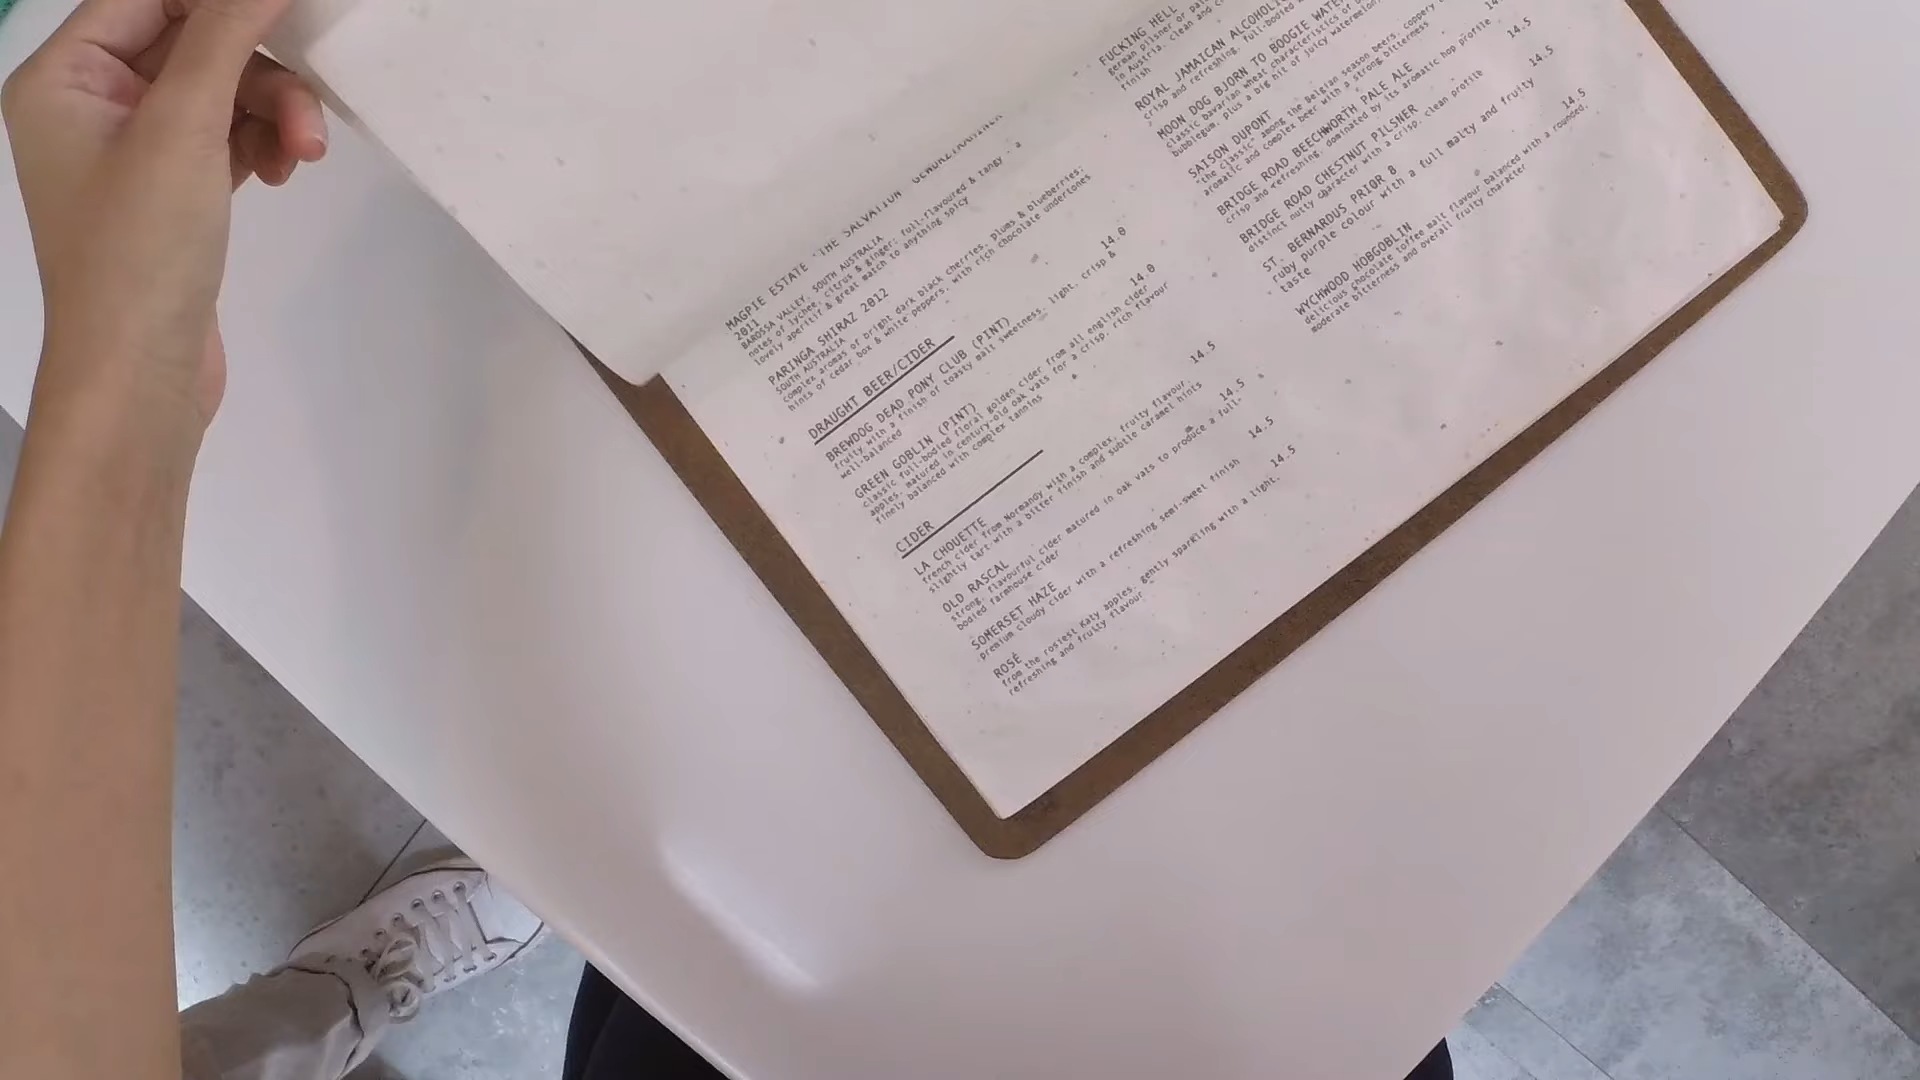 MAGPIE ESTATE 'THE SALVATION' GEWURZTRAMINER
2011
BAROSSA VALLEY, SOUTH AUSTRALIA
notes of lychee, citrus & ginger; full-flavoured & tangy - a
lovely aperitif & great match to anything spicy
PARINGA SHIRAZ 2012
SOUTH AUSTRALIA
complex aromas of bright dark black cherries, plums & blueberries;
hints of cedar box & white peppers, with rich chocolate undertones
DRAUGHT BEER/CIDER
BREWDOG DEAD PONY CLUB (PINT) 14.0
fruity with a finish of toasty malt sweetness, light, crisp &
well-balanced
GREEN GOBLIN (PINT) 14.0
classic full-bodied floral golden cider from all english cider
apples, matured in century-old oak vats for a crisp, rich flavour
finely balanced with complex tannins
CIDER
LA CHOUETTE 14.5
french cider from Normandy with a complex, fruity flavour
slightly tart with a bitter finish and subtle caramel hints
OLD RASCAL 14.5
strong, flavourful cider matured in oak vats to produce a full-
bodied farmhouse cider
SOMERSET HAZE 14.5
premium cloudy cider with a refreshing semi-sweet finish
ROSÉ 14.5
from the rosiest Katy apples, gently sparkling with a light,
refreshing and fruity flavour
FUCKING HELL
german pilsner or pale
in Austria, clean and
finish
ROYAL JAMAICAN ALCOHOLIC
crisp and refreshing, full-bodied
MOON DOG BJORN TO BOOGIE WATER
classic bavarian wheat characteristics of
bubblegum, plus a big hit of juicy watermelon
SAISON DUPONT
"the classic" among the Belgian season beers, coppery
aromatic and complex beer with a strong bitterness
BRIDGE ROAD BEECHWORTH PALE ALE 14.5
crisp and refreshing, dominated by its aromatic hop profile
BRIDGE ROAD CHESTNUT PILSNER 14.5
distinct nutty character with a crisp, clean profile
ST. BERNARDUS PRIOR 8 14.5
ruby purple colour with a full malty and fruity
taste
WYCHWOOD HOBGOBLIN 14.5
delicious chocolate toffee malt flavour balanced with a rounded,
moderate bitterness and overall fruity character